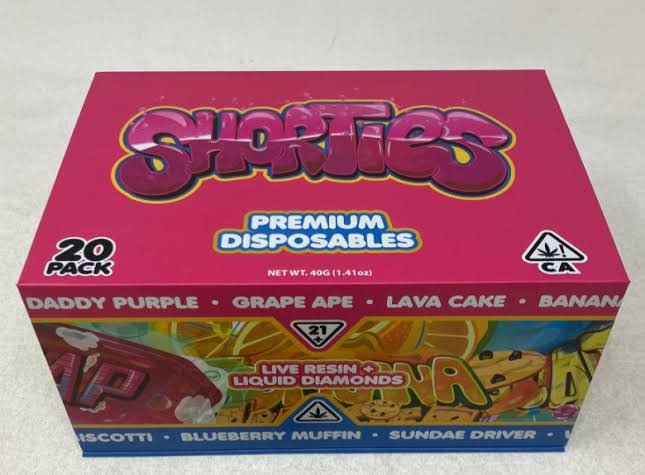 SHORTIES
PREMIUM
DISPOSABLES
20
PACK
CA
NET WT. 40G (1.41oz)
DADDY PURPLE • GRAPE APE • LAVA CAKE • BANANA
21
+
LIVE RESIN +
LIQUID DIAMONDS
ISCOTTI • BLUEBERRY MUFFIN • SUNDAE DRIVER •